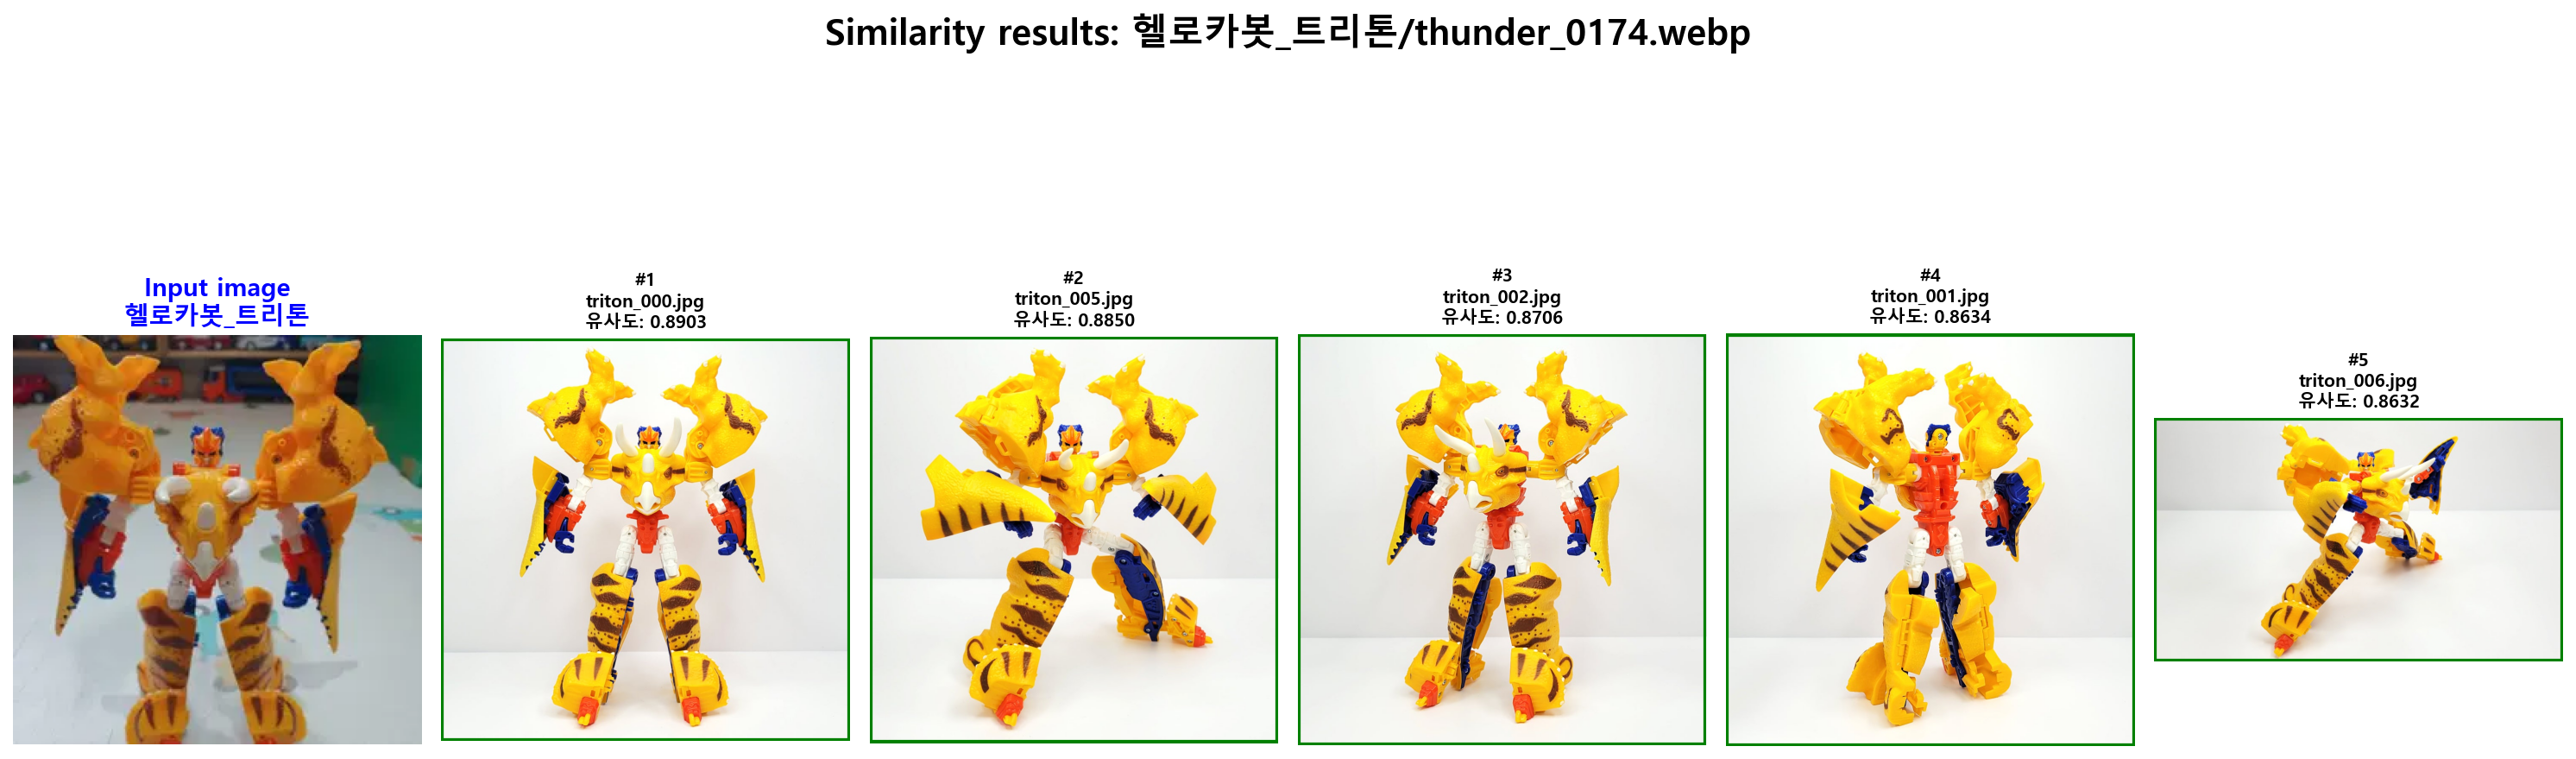 Similarity results: 헬로카봇_트리톤/thunder_0174.webp
Input image
헬로카봇_트리톤
#1
triton_000.jpg
유사도: 0.8903
#2
triton_005.jpg
유사도: 0.8850
#3
triton_002.jpg
유사도: 0.8706
#4
triton_001.jpg
유사도: 0.8634
#5
triton_006.jpg
유사도: 0.8632